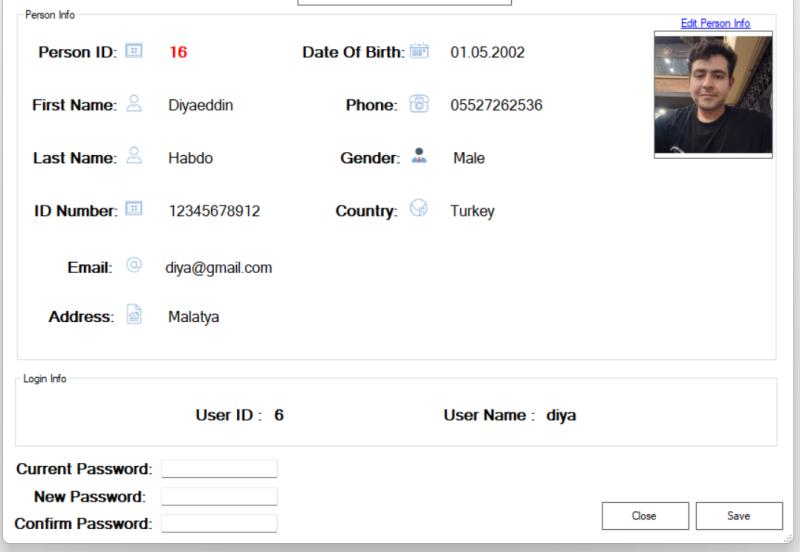 Person Info
Edit Person Info
Person ID: 16 Date Of Birth: 01.05.2002
First Name: Diyaeddin Phone: 05527262536
Last Name: Habdo Gender: Male
ID Number: 12345678912 Country: Turkey
Email: diya@gmail.com
Address: Malatya
Login Info
User ID : 6 User Name : diya
Current Password:
New Password:
Confirm Password:
Close Save